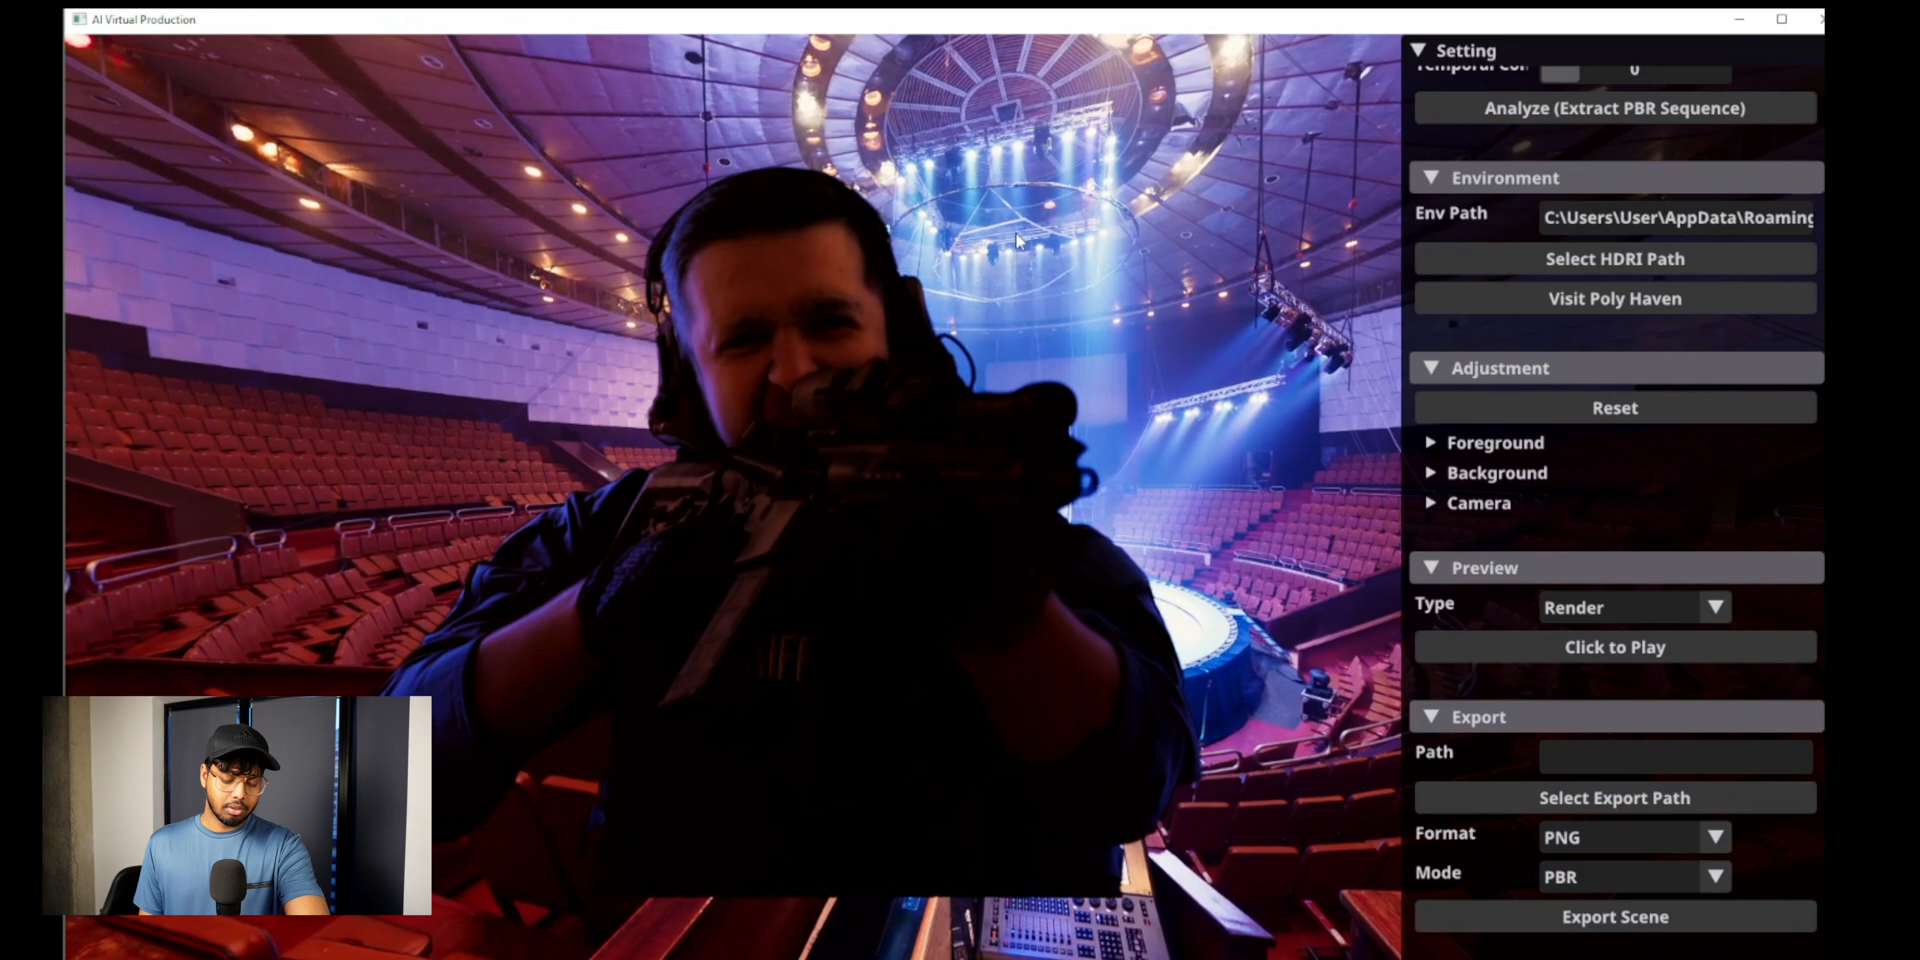 AI Virtual Production
Setting
0
Analyze (Extract PBR Sequence)
Environment
Env Path
C:\Users\User\AppData\Roaming
Select HDRI Path
Visit Poly Haven
Adjustment
Reset
Foreground
Background
Camera
Preview
Type
Render
Click to Play
Export
Path
Select Export Path
Format
PNG
Mode
PBR
Export Scene